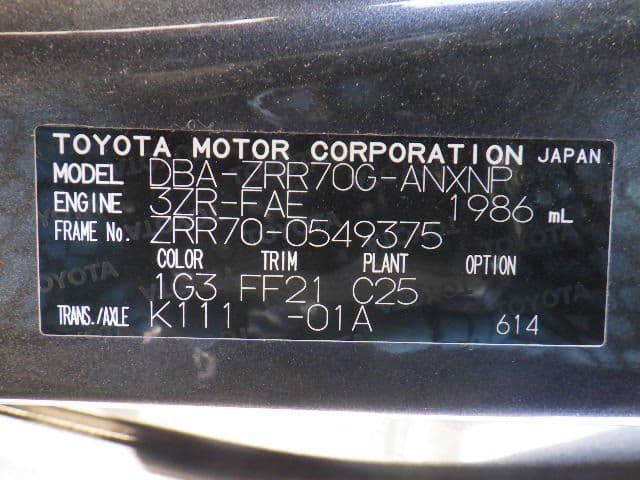 TOYOTA MOTOR CORPORATION JAPAN
MODEL DBA-ZRR70G-ANXNP
ENGINE 3ZR-FAE 1986 mL
FRAME No. ZRR70-0549375
COLOR TRIM PLANT OPTION
1G3 FF21 C25
TRANS./AXLE K111 -01A 614